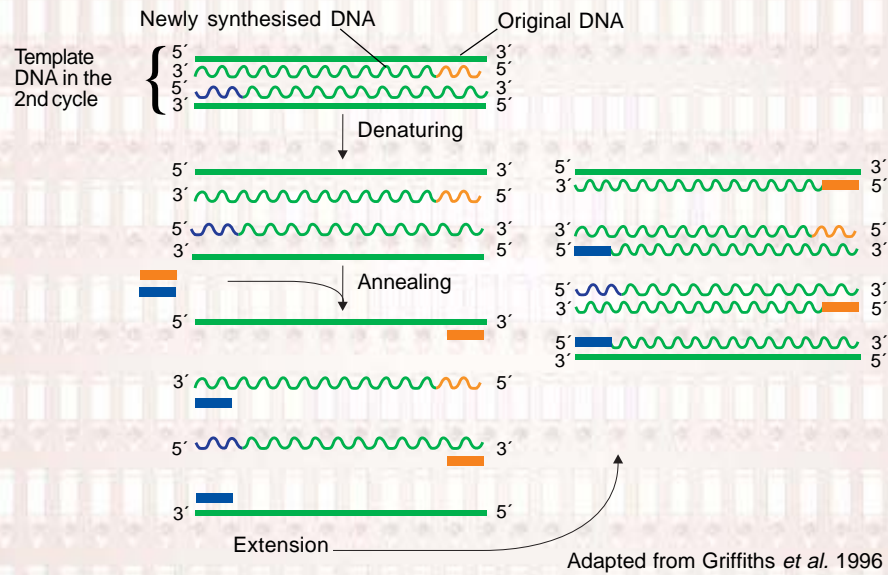 Newly synthesised DNA
Original DNA
Template
DNA in the
2nd cycle
5´ 3´
3´ 5´
5´
3´ 5´
Denaturing
5´ 3´
3´ 5´
5´ 3´
3´ 5´
Annealing
5´ 3´
3´ 5´
5´ 3´
3´ 5´
Extension
5´ 3´
3´ 5´
3´ 5´
5´ 3´
5´ 3´
3´ 5´
5´ 3´
3´ 5´
Adapted from Griffiths et al. 1996